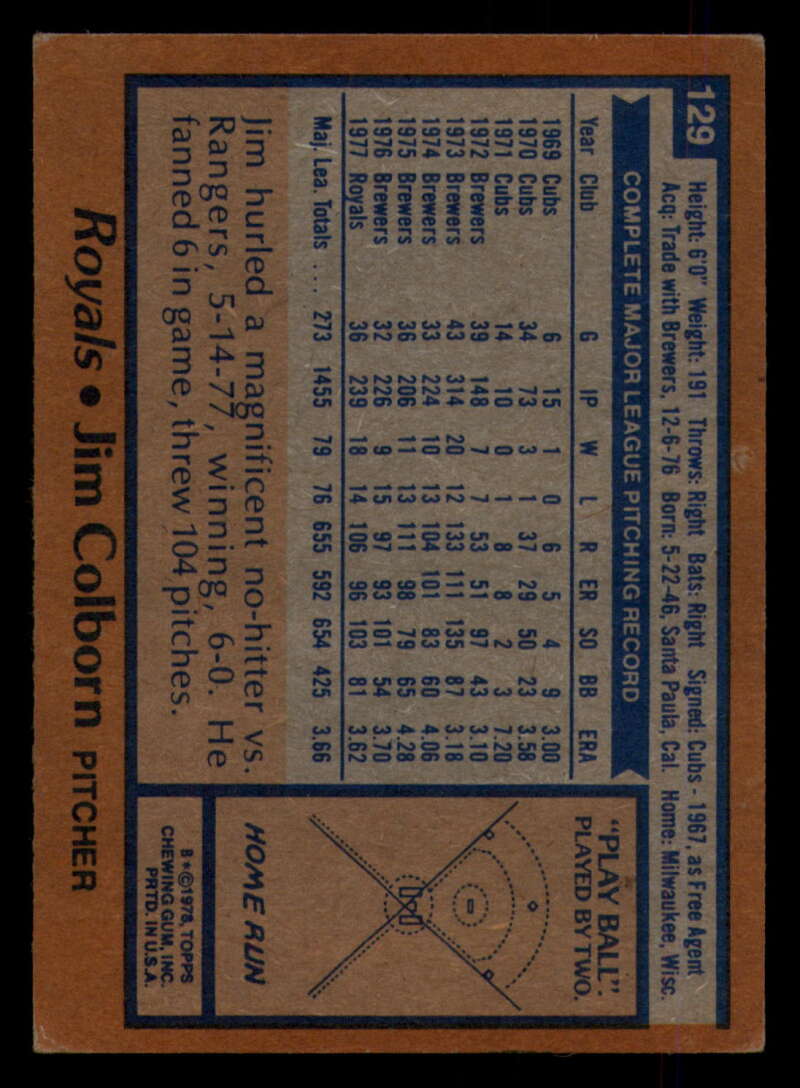 129
Height: 6'0" Weight: 191 Throws: Right Bats: Right Signed: Cubs - 1967, as Free Agent
Acq: Trade with Brewers, 12-6-76 Born: 5-22-46, Santa Paula, Cal. Home: Milwaukee, Wisc.
COMPLETE MAJOR LEAGUE PITCHING RECORD
Year Club G IP W L R ER SO BB ERA
1969 Cubs 6 15 1 0 6 5 4 9 3.00
1970 Cubs 34 73 3 1 37 29 50 23 3.58
1971 Cubs 14 10 0 1 8 8 2 3 7.20
1972 Brewers 39 148 7 7 53 51 97 43 3.10
1973 Brewers 43 314 20 12 133 111 135 87 3.18
1974 Brewers 33 224 10 13 104 101 83 60 4.06
1975 Brewers 36 206 11 13 111 98 79 65 4.28
1976 Brewers 32 226 9 15 97 93 101 54 3.70
1977 Royals 36 239 18 14 106 96 103 81 3.62
Maj. Lea. Totals .... 273 1455 79 76 655 592 654 425 3.66
Jim hurled a magnificent no-hitter vs.
Rangers, 5-14-77, winning, 6-0. He
fanned 6 in game, threw 104 pitches.
"PLAY BALL".
PLAYED BY TWO.
HOME RUN
B*©1978, TOPPS
CHEWING GUM, INC.
PRTD. IN U.S.A.
Royals • Jim Colborn PITCHER